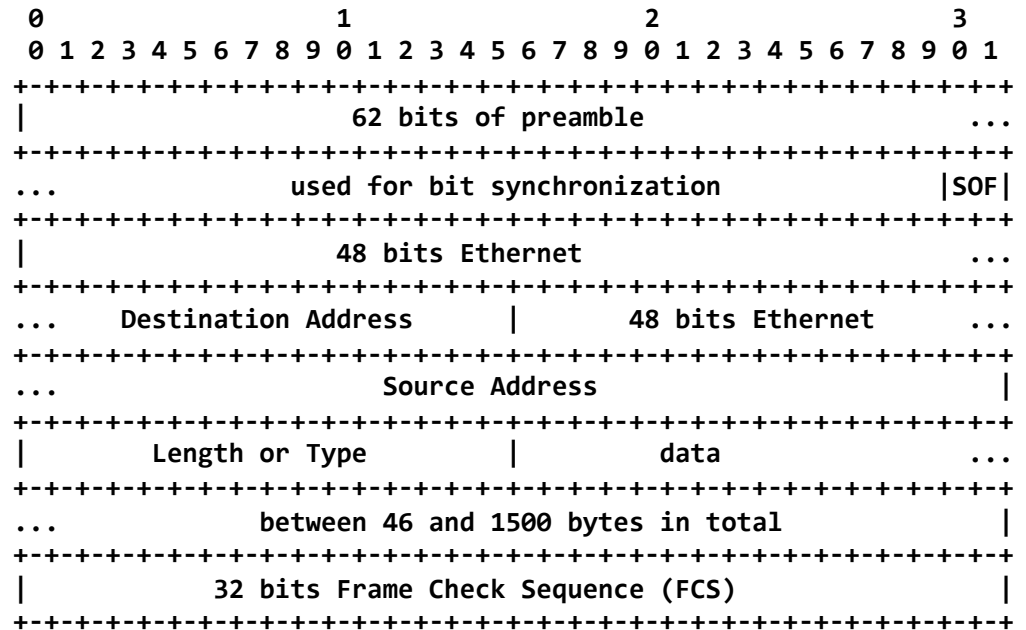 0                   1                   2                   3
 0 1 2 3 4 5 6 7 8 9 0 1 2 3 4 5 6 7 8 9 0 1 2 3 4 5 6 7 8 9 0 1
+-+-+-+-+-+-+-+-+-+-+-+-+-+-+-+-+-+-+-+-+-+-+-+-+-+-+-+-+-+-+-+-+
|                     62 bits of preamble                     ...
+-+-+-+-+-+-+-+-+-+-+-+-+-+-+-+-+-+-+-+-+-+-+-+-+-+-+-+-+-+-+-+-+
...               used for bit synchronization              |SOF|
+-+-+-+-+-+-+-+-+-+-+-+-+-+-+-+-+-+-+-+-+-+-+-+-+-+-+-+-+-+-+-+-+
|                    48 bits Ethernet                         ...
+-+-+-+-+-+-+-+-+-+-+-+-+-+-+-+-+-+-+-+-+-+-+-+-+-+-+-+-+-+-+-+-+
...    Destination Address      |       48 bits Ethernet      ...
+-+-+-+-+-+-+-+-+-+-+-+-+-+-+-+-+-+-+-+-+-+-+-+-+-+-+-+-+-+-+-+-+
...                     Source Address                          |
+-+-+-+-+-+-+-+-+-+-+-+-+-+-+-+-+-+-+-+-+-+-+-+-+-+-+-+-+-+-+-+-+
|        Length or Type         |         data                ...
+-+-+-+-+-+-+-+-+-+-+-+-+-+-+-+-+-+-+-+-+-+-+-+-+-+-+-+-+-+-+-+-+
...             between 46 and 1500 bytes in total              |
+-+-+-+-+-+-+-+-+-+-+-+-+-+-+-+-+-+-+-+-+-+-+-+-+-+-+-+-+-+-+-+-+
|            32 bits Frame Check Sequence (FCS)                 |
+-+-+-+-+-+-+-+-+-+-+-+-+-+-+-+-+-+-+-+-+-+-+-+-+-+-+-+-+-+-+-+-+